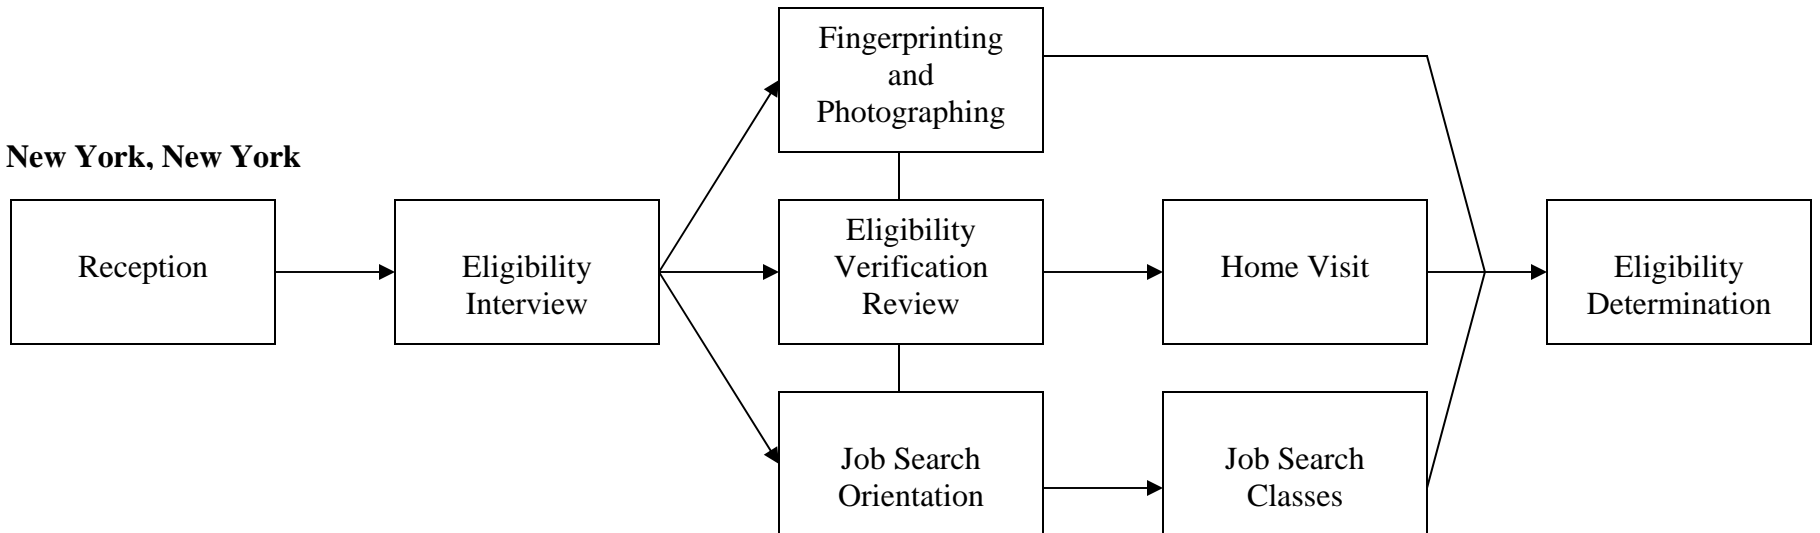 New York, New York
Reception
Eligibility
Interview
Fingerprinting
and
Photographing
Eligibility
Verification
Review
Job Search
Orientation
Home Visit
Job Search
Classes
Eligibility
Determination